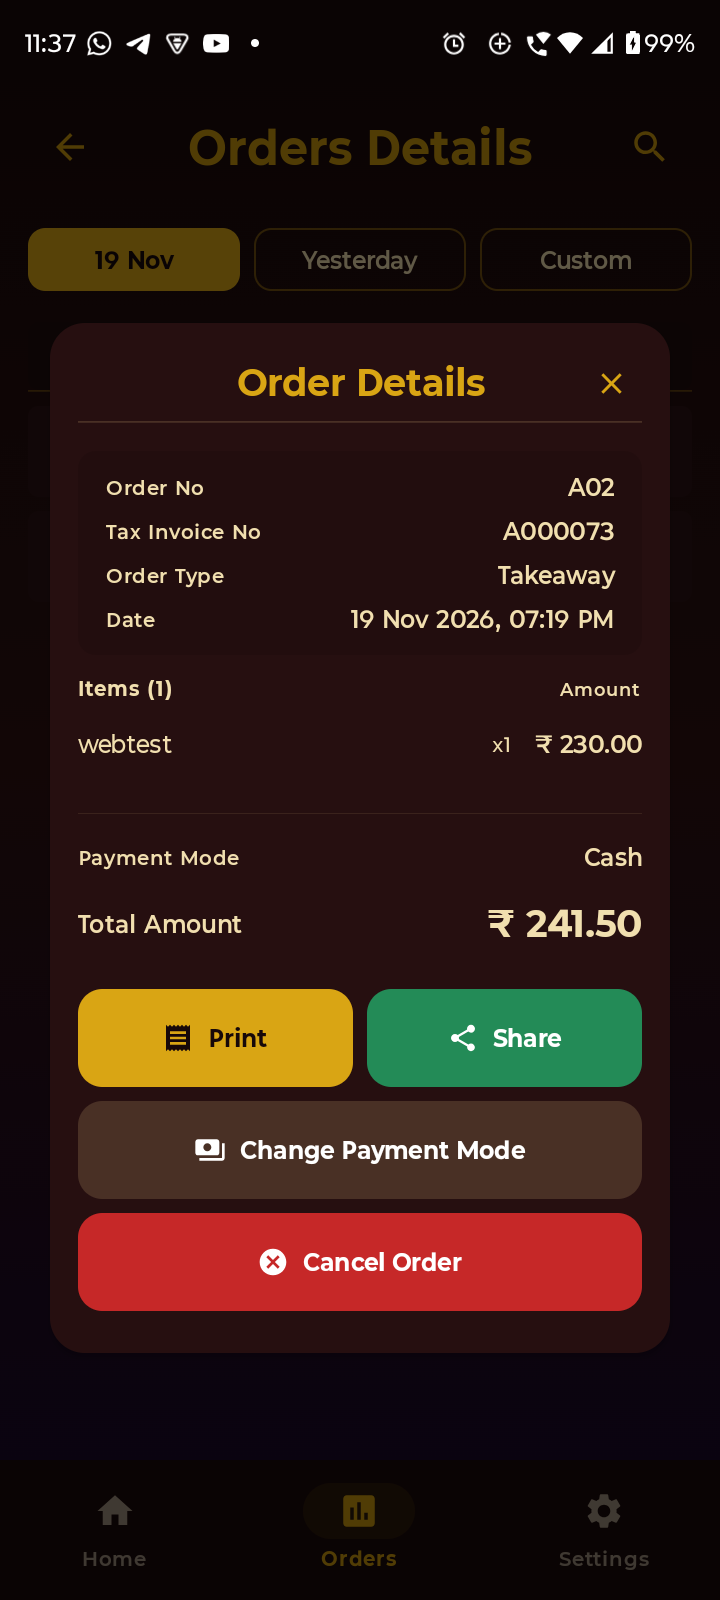 11:37 99%
Orders Details
19 Nov Yesterday Custom
Order Details
Order No A02
Tax Invoice No A000073
Order Type Takeaway
Date 19 Nov 2026, 07:19 PM
Items (1) Amount
webtest x1 ₹ 230.00
Payment Mode Cash
Total Amount ₹ 241.50
Print Share
Change Payment Mode
Cancel Order
Home Orders Settings